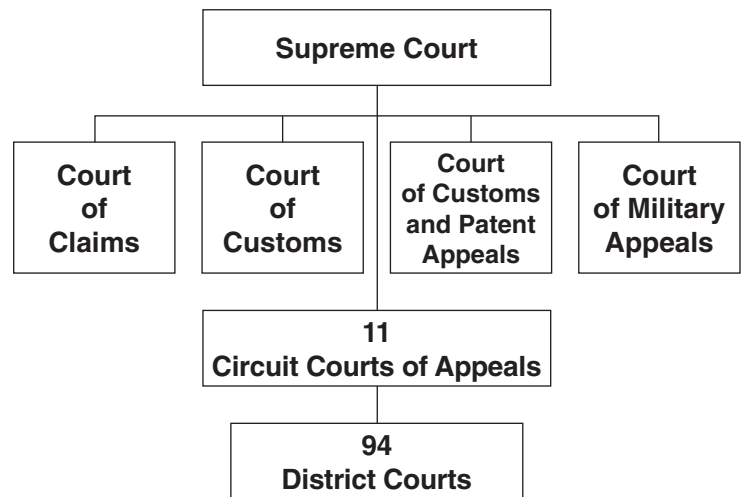 Supreme Court
Court
of
Claims
Court
of
Customs
Court
of Customs
and Patent
Appeals
Court
of Military
Appeals
11
Circuit Courts of Appeals
94
District Courts